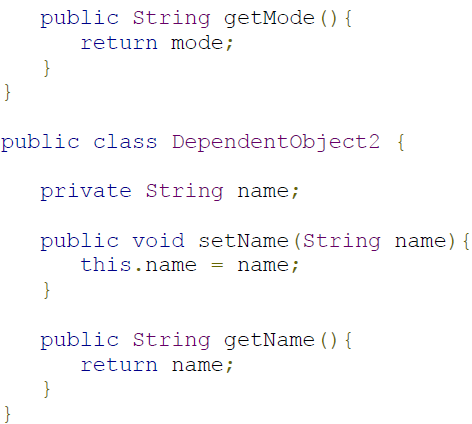 public String getMode(){
return mode;
}
}
public class DependentObject2 {
private String name;
public void setName(String name){
this.name = name;
}
public String getName(){
return name;
}
}